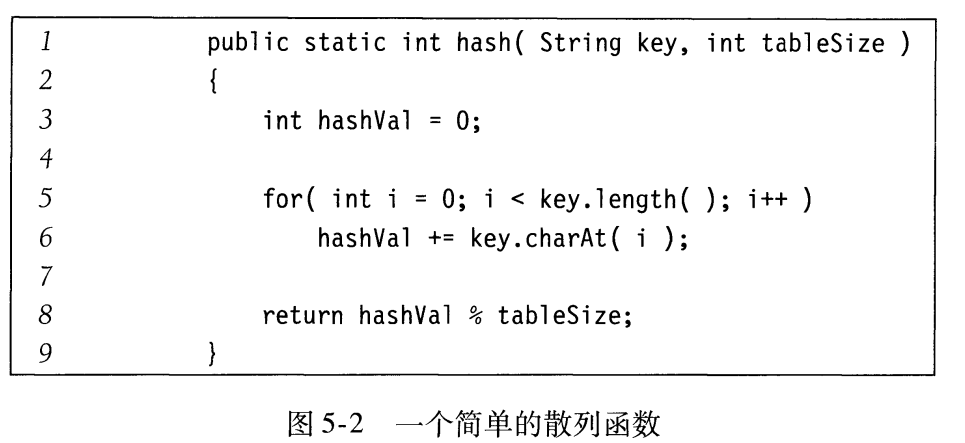 1 public static int hash( String key, int tableSize )
2 {
3 int hashVal = 0;
4
5 for( int i = 0; i < key.length( ); i++ )
6 hashVal += key.charAt( i );
7
8 return hashVal % tableSize;
9 }
图 5-2 一个简单的散列函数